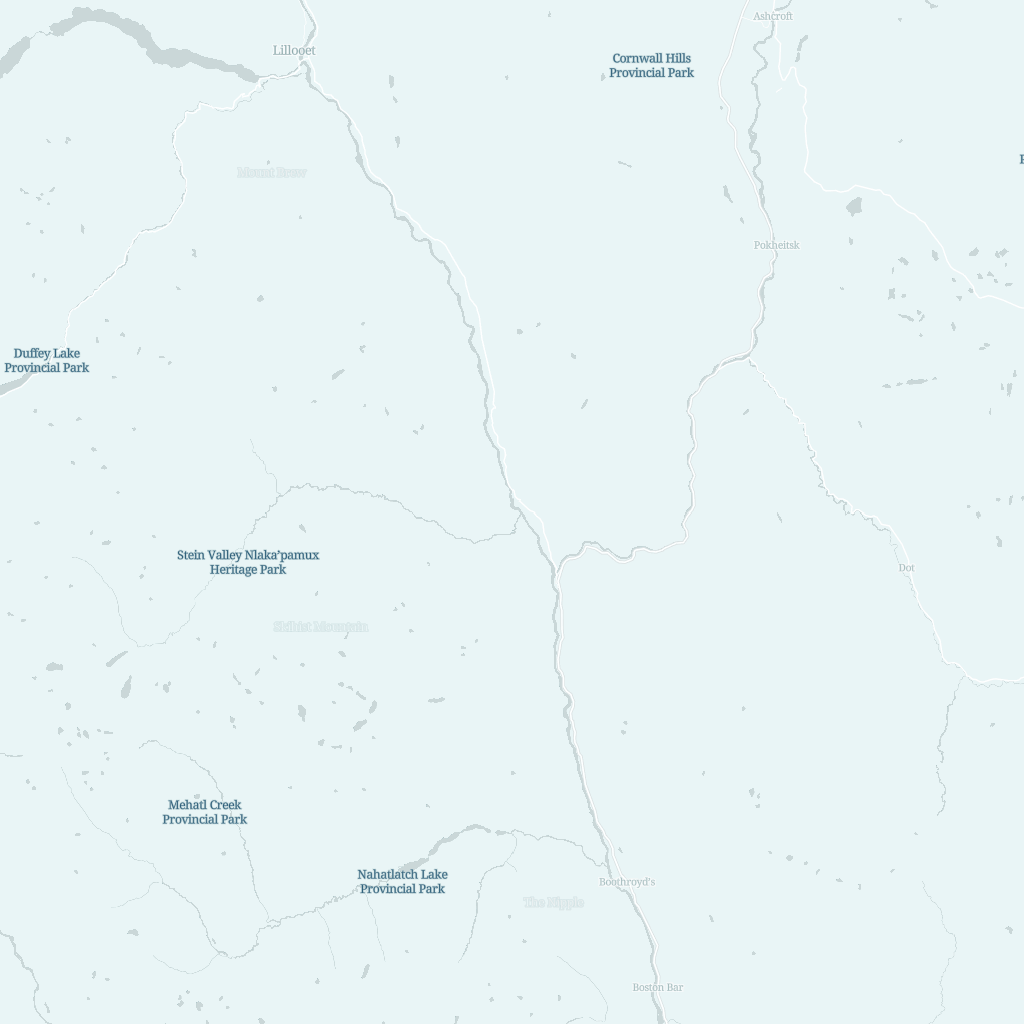 Ashcroft
Lillooet
Cornwall Hills
Provincial Park
Mount Brew
Pokheitsk
Duffey Lake
Provincial Park
Stein Valley Nlaka'pamux
Heritage Park
Dot
Skihist Mountain
Mehatl Creek
Provincial Park
Nahatlatch Lake
Provincial Park
Boothroyd's
The Nipple
Boston Bar